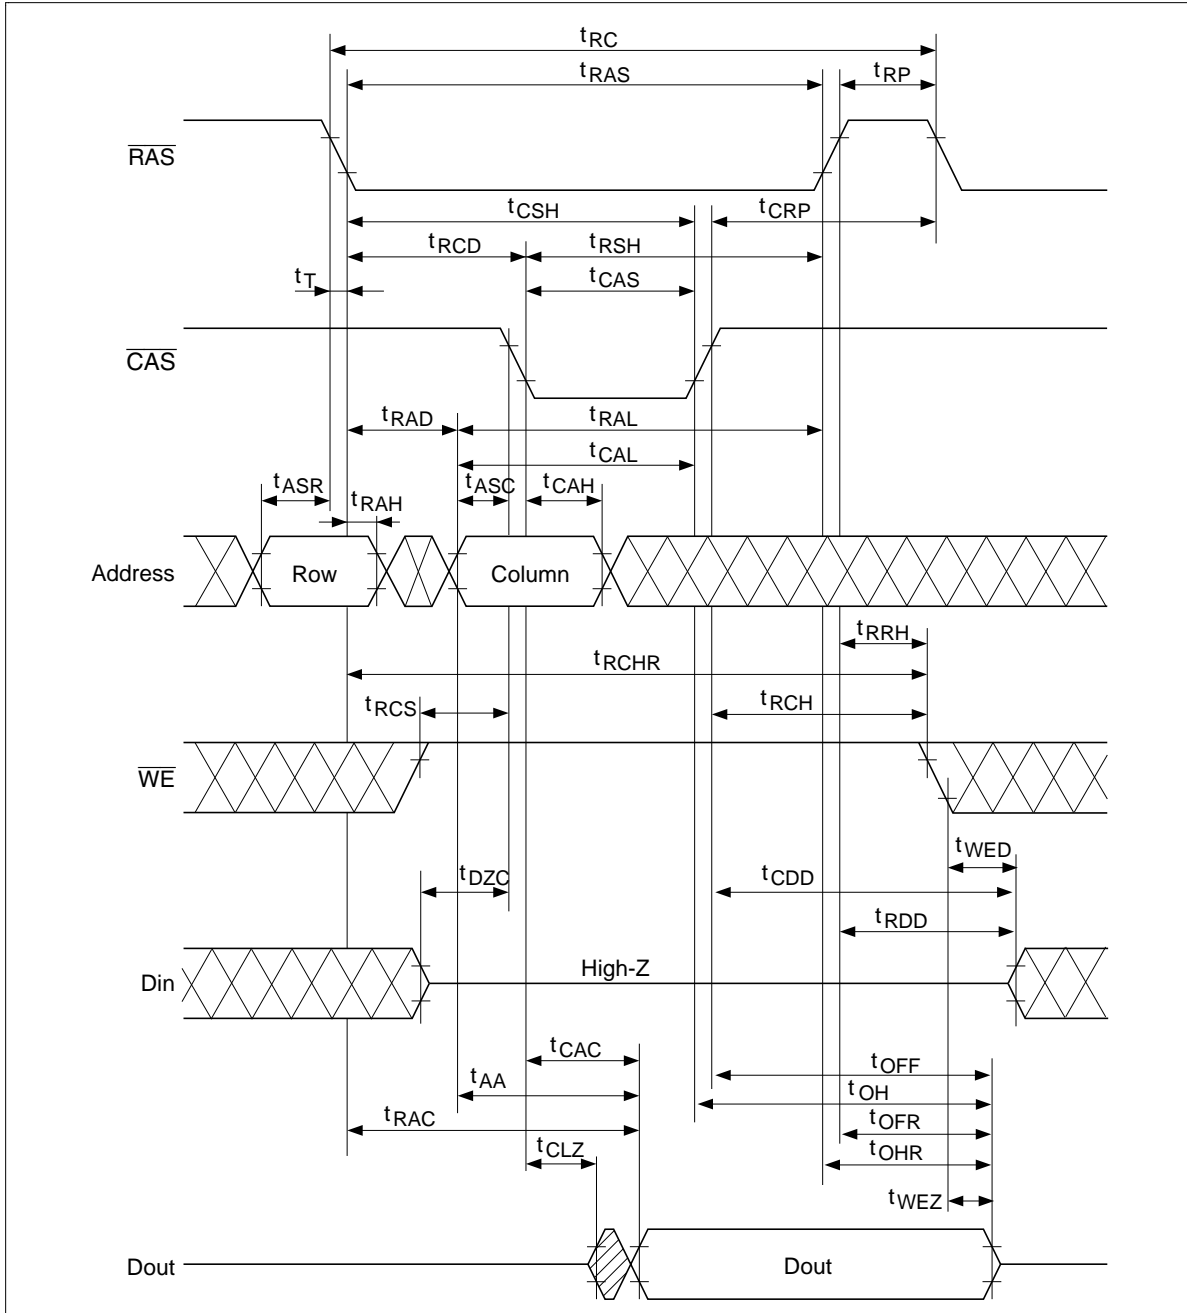 tRC
tRAS
tRP
RAS
tCSH
tCRP
tRCD
tRSH
tT
tCAS
CAS
tRAD
tRAL
tCAL
tASR
tASC
tCAH
tRAH
Address
Row
Column
tRRH
tRCHR
tRCS
tRCH
WE
tWED
tDZC
tCDD
tRDD
Din
High-Z
tCAC
tOFF
tAA
tOH
tRAC
tOFR
tCLZ
tOHR
tWEZ
Dout
Dout